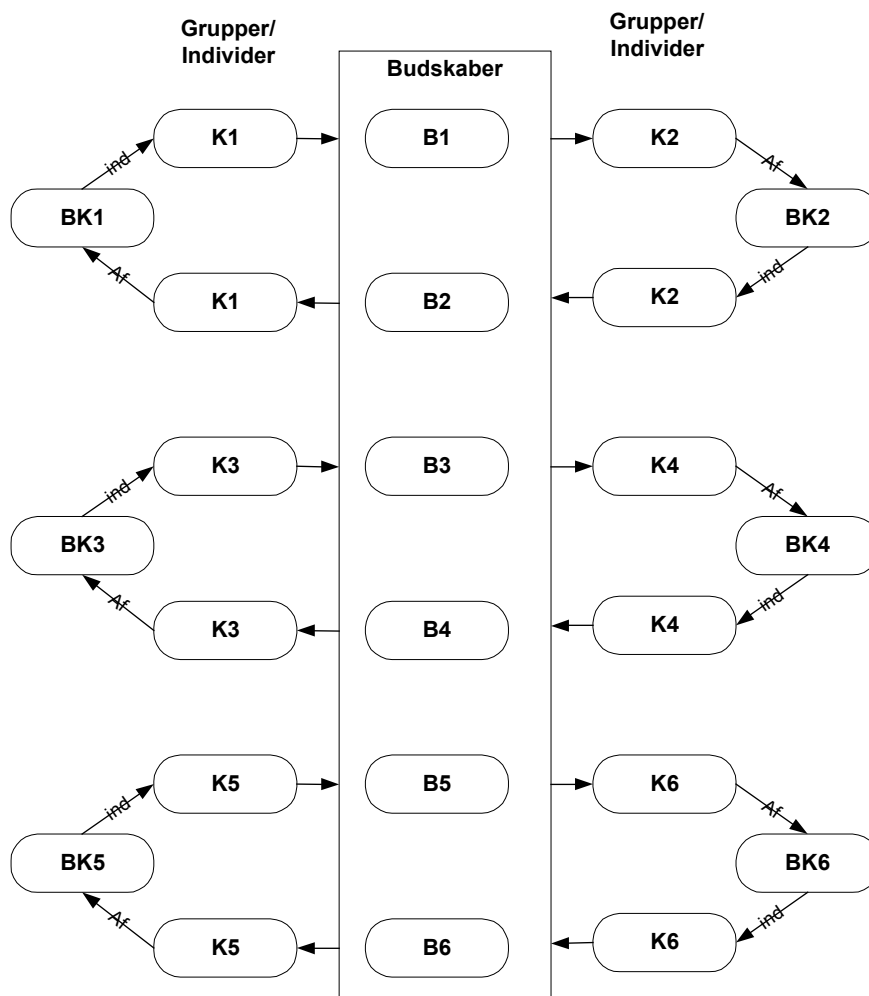 Grupper/
Individer
Budskaber
Grupper/
Individer
K1
B1
K2
ind
Af
BK1
BK2
Af
ind
K1
B2
K2
K3
B3
K4
ind
Af
BK3
BK4
Af
ind
K3
B4
K4
K5
B5
K6
ind
Af
BK5
BK6
Af
ind
K5
B6
K6